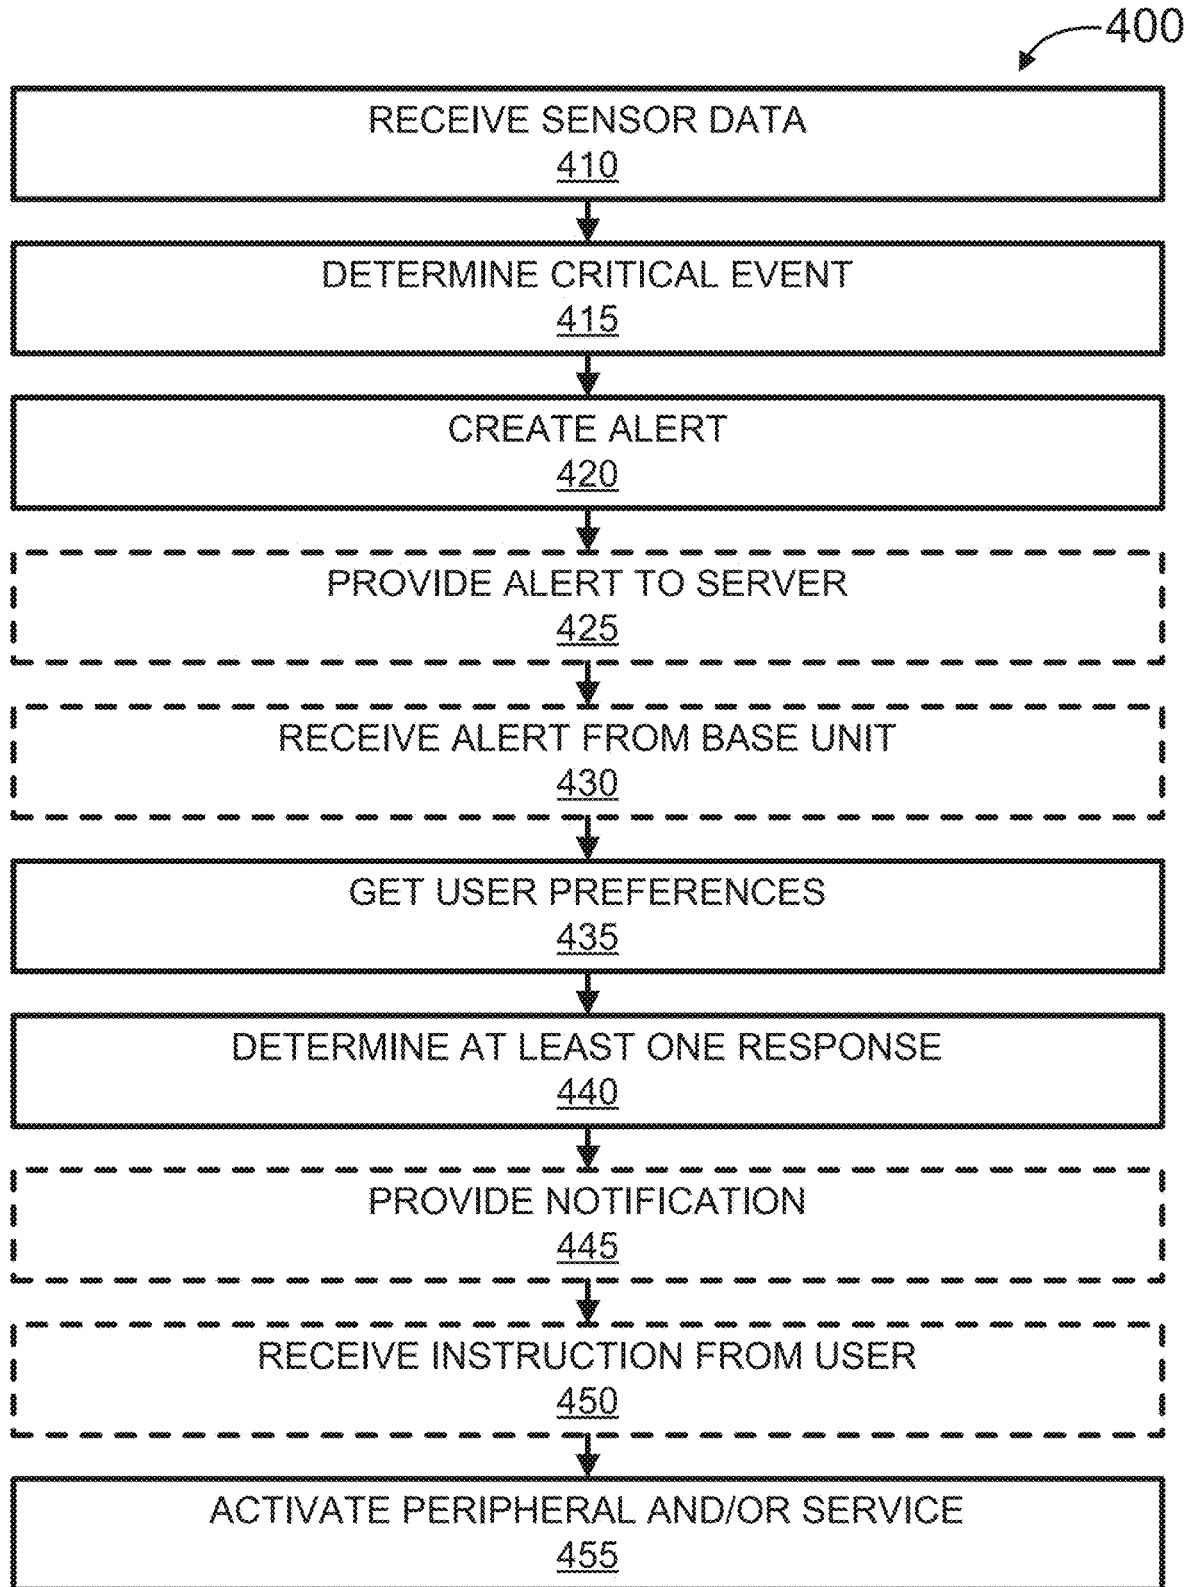 400
RECEIVE SENSOR DATA
410
DETERMINE CRITICAL EVENT
415
CREATE ALERT
420
PROVIDE ALERT TO SERVER
425
RECEIVE ALERT FROM BASE UNIT
430
GET USER PREFERENCES
435
DETERMINE AT LEAST ONE RESPONSE
440
PROVIDE NOTIFICATION
445
RECEIVE INSTRUCTION FROM USER
450
ACTIVATE PERIPHERAL AND/OR SERVICE
455